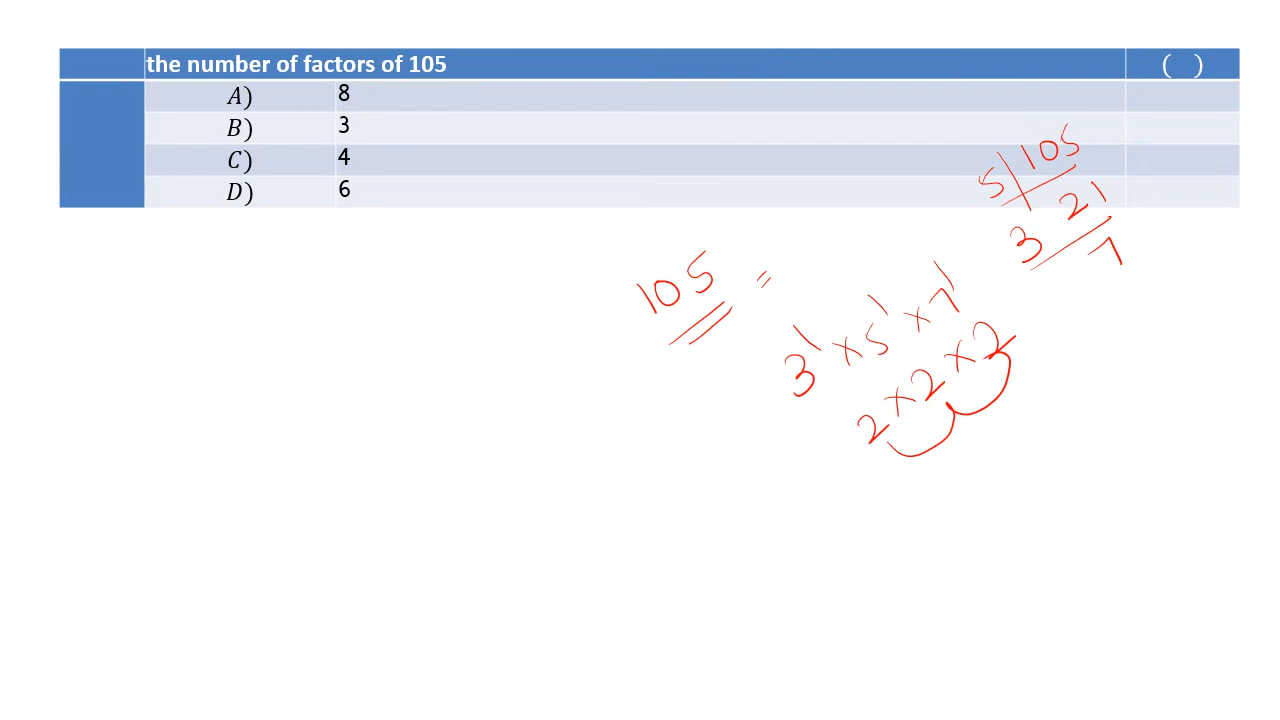 the number of factors of 105 ( )
A) 8
B) 3
C) 4
D) 6
5 105
3 21
7
105 =
3¹ × 5¹ × 7¹
2 × 2 × 2